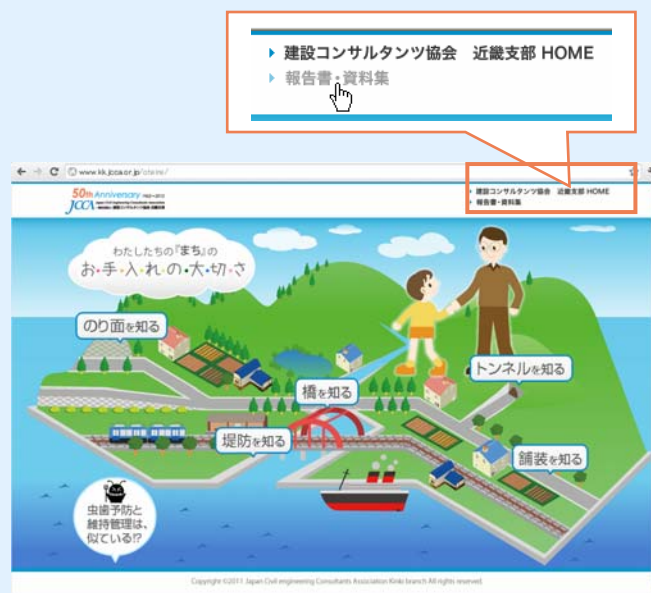 建設コンサルタンツ協会　近畿支部 HOME
報告書・資料集
www.kk.jcca.or.jp/oteire/
50th Anniversary 1963〜2013
JCCA
建設コンサルタンツ協会　近畿支部 HOME
報告書・資料集
わたしたちの『まち』の
お・手・入・れ・の・大・切・さ
のり面を知る
トンネルを知る
橋を知る
堤防を知る
舗装を知る
虫歯予防と
維持管理は、
似ている!?
Copyright ©2011 Japan Civil engineering Consultants Association Kinki branch All rights reserved.